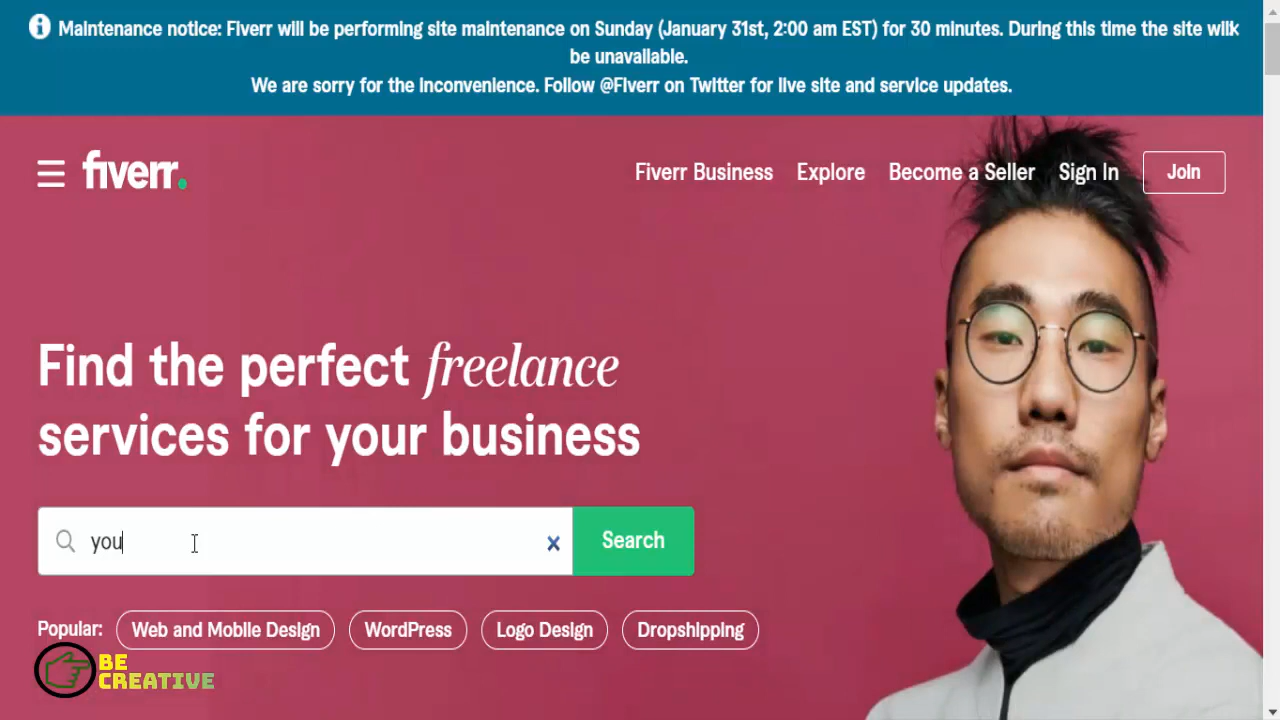 Maintenance notice: Fiverr will be performing site maintenance on Sunday (January 31st, 2:00 am EST) for 30 minutes. During this time the site wilk
be unavailable.
We are sorry for the inconvenience. Follow @Fiverr on Twitter for live site and service updates.
fiverr.
Fiverr Business Explore Become a Seller Sign In Join
Find the perfect freelance
services for your business
you
Search
Popular: Web and Mobile Design WordPress Logo Design Dropshipping
BE
CREATIVE